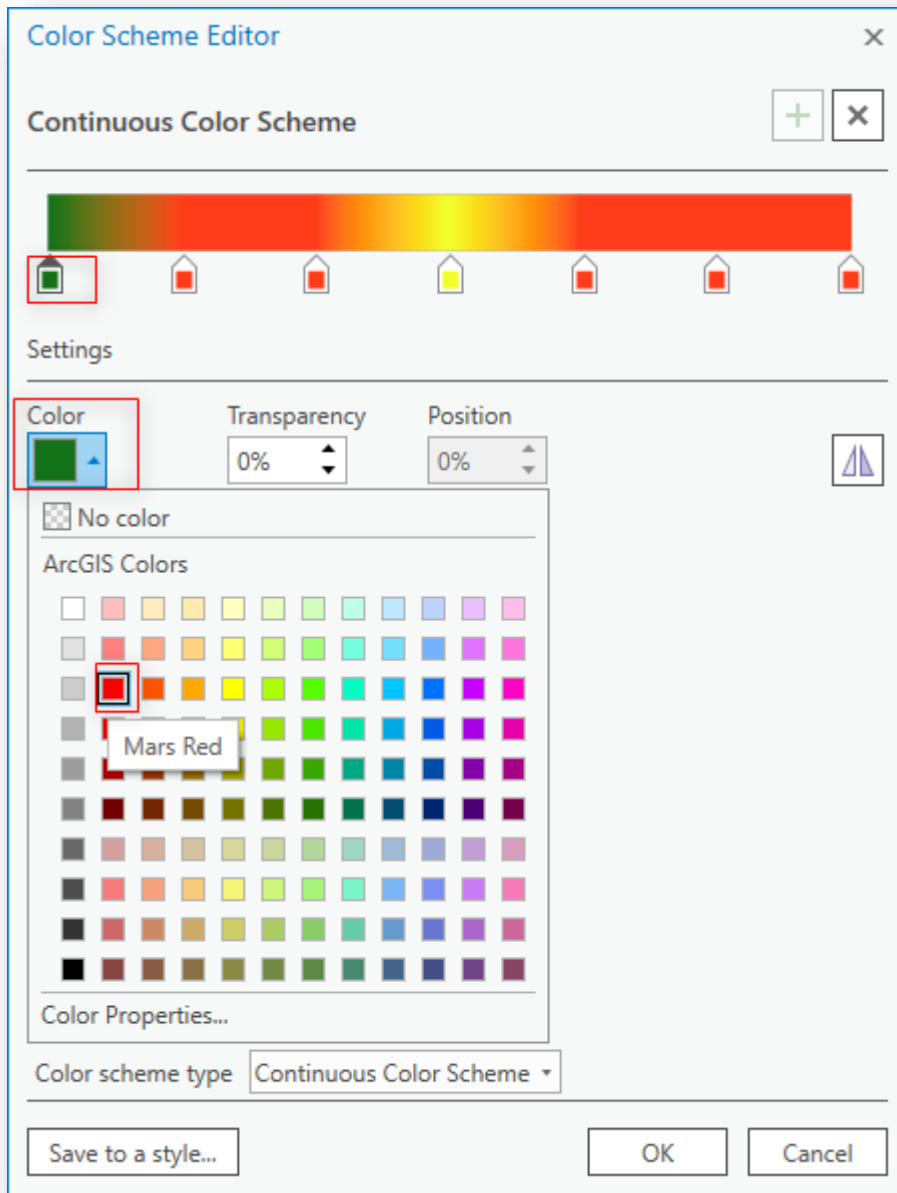 Color Scheme Editor
Continuous Color Scheme
Settings
Color Transparency Position
0% 0%
No color
ArcGIS Colors
Mars Red
Color Properties...
Color scheme type Continuous Color Scheme
Save to a style... OK Cancel